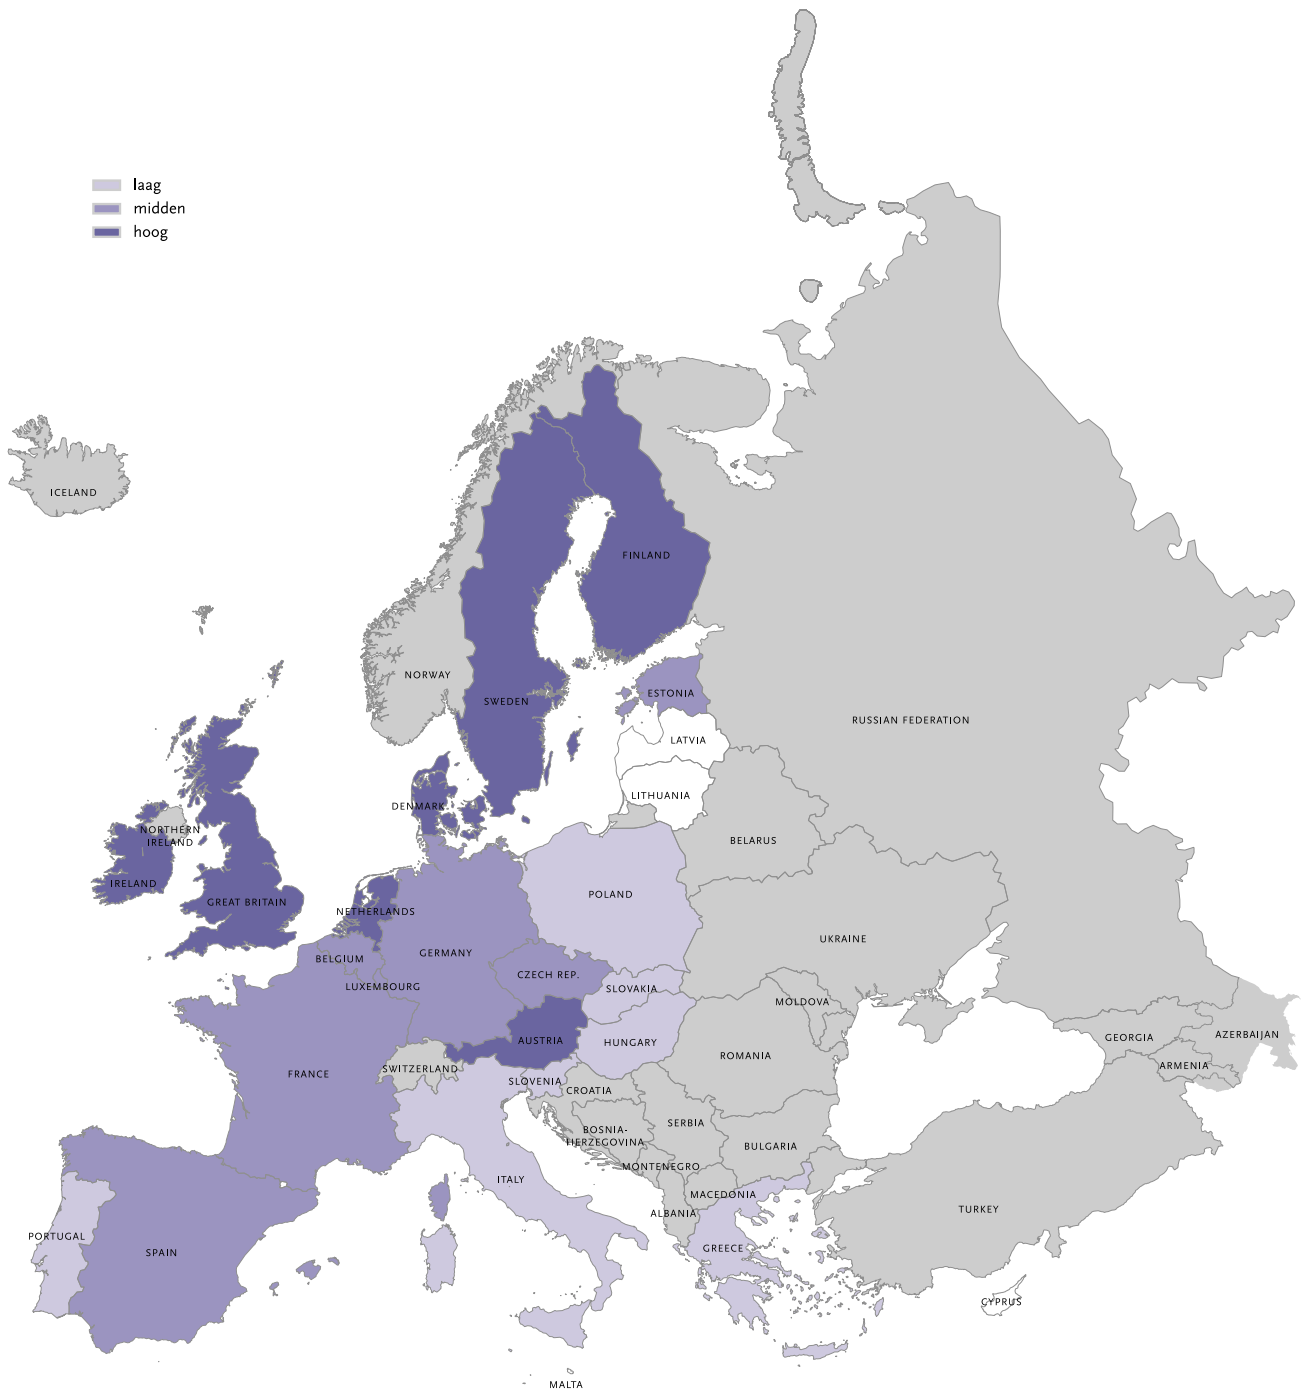 laag
midden
hoog
ICELAND
FINLAND
NORWAY
ESTONIA
SWEDEN
RUSSIAN FEDERATION
LATVIA
LITHUANIA
DENMARK
NORTHERN
IRELAND
BELARUS
IRELAND
POLAND
GREAT BRITAIN
NETHERLANDS
UKRAINE
GERMANY
BELGIUM
CZECH REP.
LUXEMBOURG
SLOVAKIA
MOLDOVA
AZERBAIJAN
GEORGIA
AUSTRIA
HUNGARY
ROMANIA
ARMENIA
SWITZERLAND
FRANCE
SLOVENIA
CROATIA
SERBIA
BOSNIA-
HERZEGOVINA
BULGARIA
MONTENEGRO
ITALY
MACEDONIA
TURKEY
ALBANIA
PORTUGAL
GREECE
SPAIN
CYPRUS
MALTA